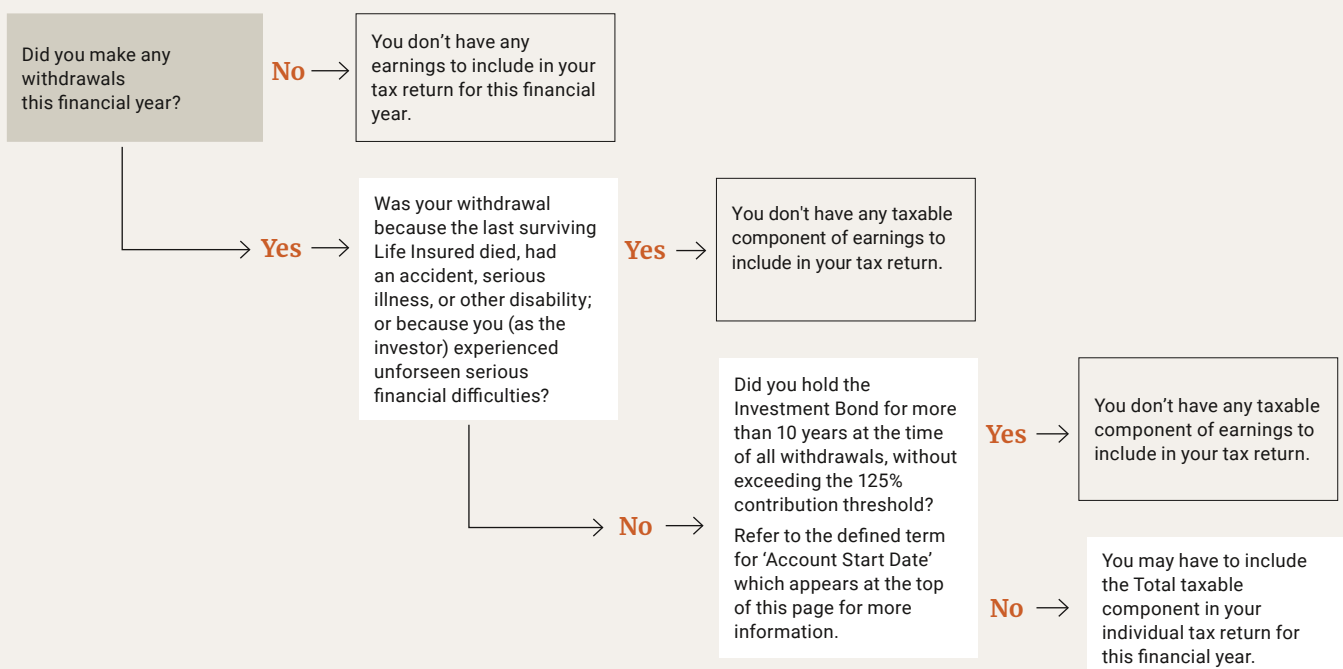 Did you make any
withdrawals
this financial year?
No
You don’t have any
earnings to include in your
tax return for this financial
year.
Yes
Was your withdrawal
because the last surviving
Life Insured died, had
an accident, serious
illness, or other disability;
or because you (as the
investor) experienced
unforseen serious
financial difficulties?
Yes
You don't have any taxable
component of earnings to
include in your tax return.
No
Did you hold the
Investment Bond for more
than 10 years at the time
of all withdrawals, without
exceeding the 125%
contribution threshold?
Refer to the defined term
for ‘Account Start Date’
which appears at the top
of this page for more
information.
Yes
You don’t have any taxable
component of earnings to
include in your tax return.
No
You may have to include
the Total taxable
component in your
individual tax return for
this financial year.